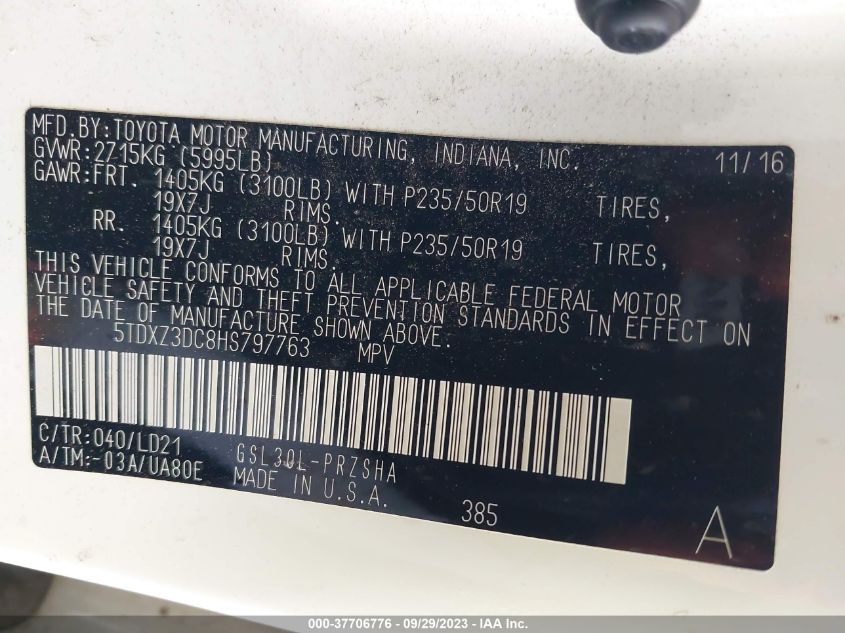 MFD.BY:TOYOTA MOTOR MANUFACTURING, INDIANA, INC. 11/16
GVWR:2715KG (5995LB)
GAWR:FRT. 1405KG (3100LB) WITH P235/50R19 TIRES,
19X7J RIMS.
RR. 1405KG (3100LB) WITH P235/50R19 TIRES,
19X7J RIMS.
THIS VEHICLE CONFORMS TO ALL APPLICABLE FEDERAL MOTOR
VEHICLE SAFETY AND THEFT PREVENTION STANDARDS IN EFFECT ON
THE DATE OF MANUFACTURE SHOWN ABOVE.
5TDXZ3DC8HS797763 MPV
C/TR:040/LD21 GSL30L-PRZSHA
A/TM:-03A/UA80E MADE IN U.S.A. 385
A
000-37706776 - 09/29/2023 - IAA Inc.